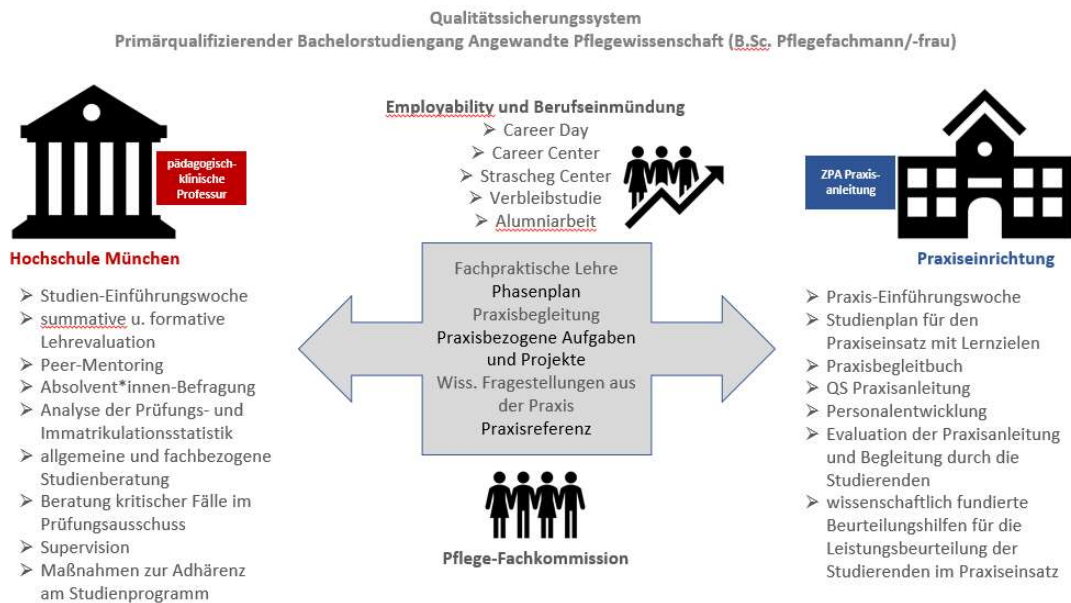 Qualitätssicherungssystem
Primärqualifizierender Bachelorstudiengang Angewandte Pflegewissenschaft (B.Sc. Pflegefachmann/-frau)
pädagogisch-
klinische
Professur
Hochschule München
➢ Studien-Einführungswoche
➢ summative u. formative
Lehrevaluation
➢ Peer-Mentoring
➢ Absolvent*innen-Befragung
➢ Analyse der Prüfungs- und
Immatrikulationsstatistik
➢ allgemeine und fachbezogene
Studienberatung
➢ Beratung kritischer Fälle im
Prüfungsausschuss
➢ Supervision
➢ Maßnahmen zur Adhärenz
am Studienprogramm
Employability und Berufseinmündung
➢ Career Day
➢ Career Center
➢ Strascheg Center
➢ Verbleibstudie
➢ Alumniarbeit
Fachpraktische Lehre
Phasenplan
Praxisbegleitung
Praxisbezogene Aufgaben
und Projekte
Wiss. Fragestellungen aus
der Praxis
Praxisreferenz
Pflege-Fachkommission
ZPA Praxis-
anleitung
Praxiseinrichtung
➢ Praxis-Einführungswoche
➢ Studienplan für den
Praxiseinsatz mit Lernzielen
➢ Praxisbegleitbuch
➢ QS Praxisanleitung
➢ Personalentwicklung
➢ Evaluation der Praxisanleitung
und Begleitung durch die
Studierenden
➢ wissenschaftlich fundierte
Beurteilungshilfen für die
Leistungsbeurteilung der
Studierenden im Praxiseinsatz